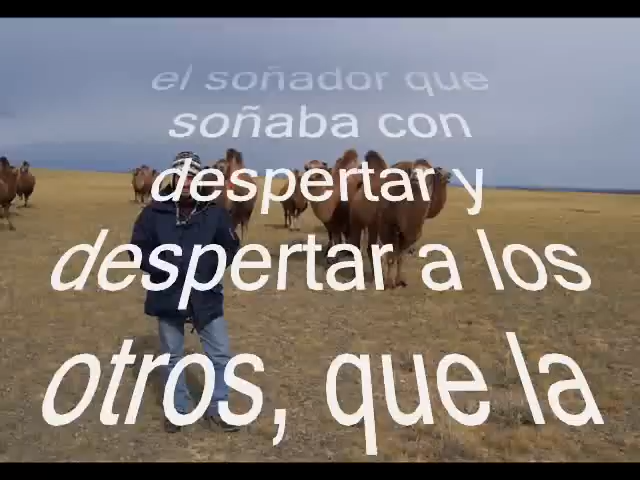 el soñador que
soñaba con
despertar y
despertar a los
otros, que la